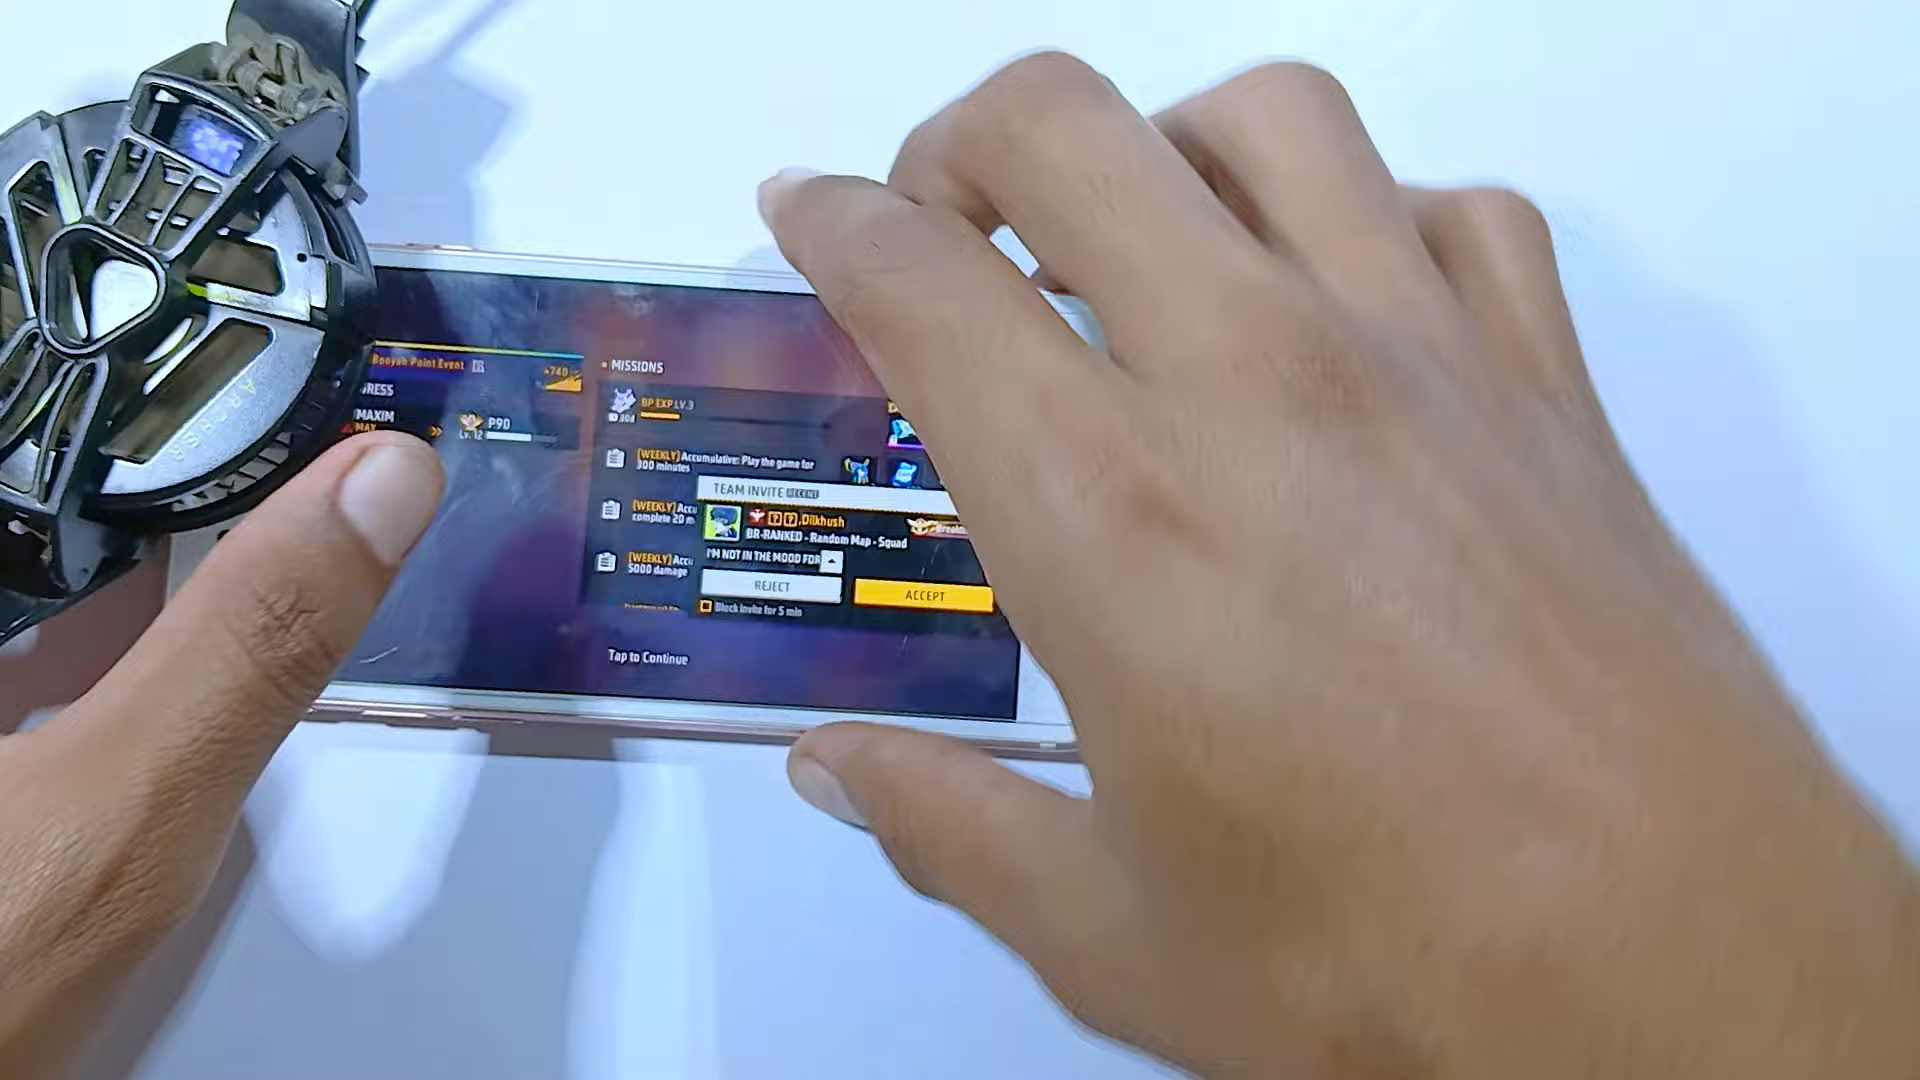 Booyah Point Event
+740
MISSIONS
MAXIM
MAX
P90
Lv. 12
BP EXP LV.3
[WEEKLY] Accumulative: Play the game for
300 minutes
[WEEKLY] Accu
complete 20 m
[WEEKLY] Accu
5000 damage
TEAM INVITE RECENT
Dilkhush
BR-RANKED - Random Map - Squad
I'M NOT IN THE MOOD FOR
REJECT
ACCEPT
Block invite for 5 min
Tap to Continue